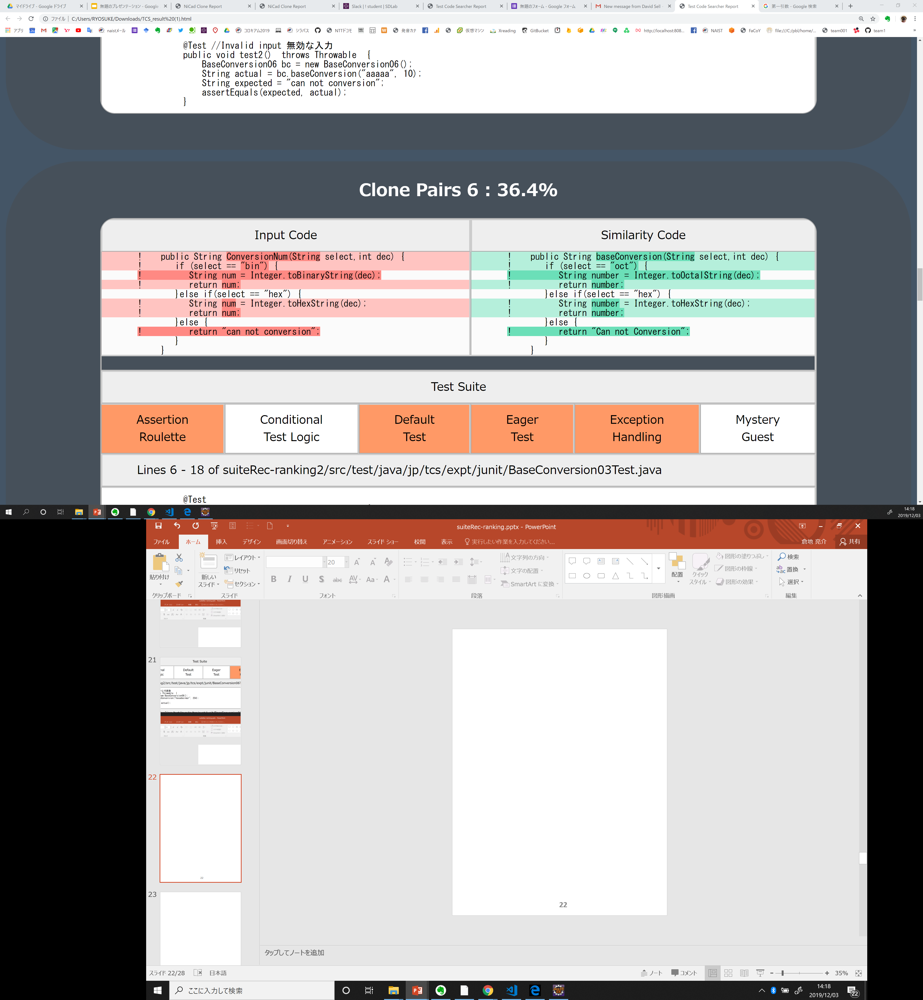 マイドライブ - Google ドライブ
無題のプレゼンテーション - Google
NiCad Clone Report
NiCad Clone Report
Slack | ! student | SDLab
Test Code Searcher Report
無題のフォーム - Google フォーム
New message from David Sell
Test Code Searcher Report
第一引数 - Google 検索
ファイル | C:/Users/RYOSUKE/Downloads/TCS_result%20(1).html
アプリ
naistメール
コロキアム2019
シラバス
NTTドコモ
発音カナ
仮想マシン
Xreading
GitBucket
http://localhost:808...
NAIST
FaCoY
file:///C:/pbl/home/...
team001
team1
@Test //Invalid input 無効な入力
public void test2()  throws Throwable  {
BaseConversion06 bc = new BaseConversion06();
String actual = bc.baseConversion("aaaaa", 10);
String expected = "can not conversion";
assertEquals(expected, actual);
}
Clone Pairs 6 : 36.4%
Input Code
! public String ConversionNum(String select,int dec) {
! if (select == "bin") {
! String num = Integer.toBinaryString(dec);
! return num;
}else if(select == "hex") {
! String num = Integer.toHexString(dec);
! return num;
}else {
! return "can not conversion";
}
}
Similarity Code
! public String baseConversion(String select,int dec) {
! if (select == "oct") {
! String number = Integer.toOctalString(dec);
! return number;
}else if(select == "hex") {
! String number = Integer.toHexString(dec);
! return number;
}else {
! return "Can not Conversion";
}
}
Test Suite
Assertion
Roulette
Conditional
Test Logic
Default
Test
Eager
Test
Exception
Handling
Mystery
Guest
Lines 6 - 18 of suiteRec-ranking2/src/test/java/jp/tcs/expt/junit/BaseConversion03Test.java
@Test
14:18
2019/12/03
suiteRec-ranking.pptx - PowerPoint
ファイル
ホーム
挿入
デザイン
画面切り替え
アニメーション
スライド ショー
校閲
表示
実行したい作業を入力してください...
倉地 亮介
共有
貼り付け
クリップボード
新しい
スライド
レイアウト
リセット
セクション
スライド
20
B I U S abc AV Aa A
フォント
文字列の方向
文字の配置
SmartArt に変換
段落
配置
クイック
スタイル
図形の塗りつぶし
図形の枠線
図形の効果
図形描画
検索
置換
選択
編集
21
Test Suite
Default
Test
Eager
Test
22
22
23
22
タップしてノートを追加
スライド 22/28
日本語
ノート
コメント
35%
ここに入力して検索
14:18
2019/12/03
22